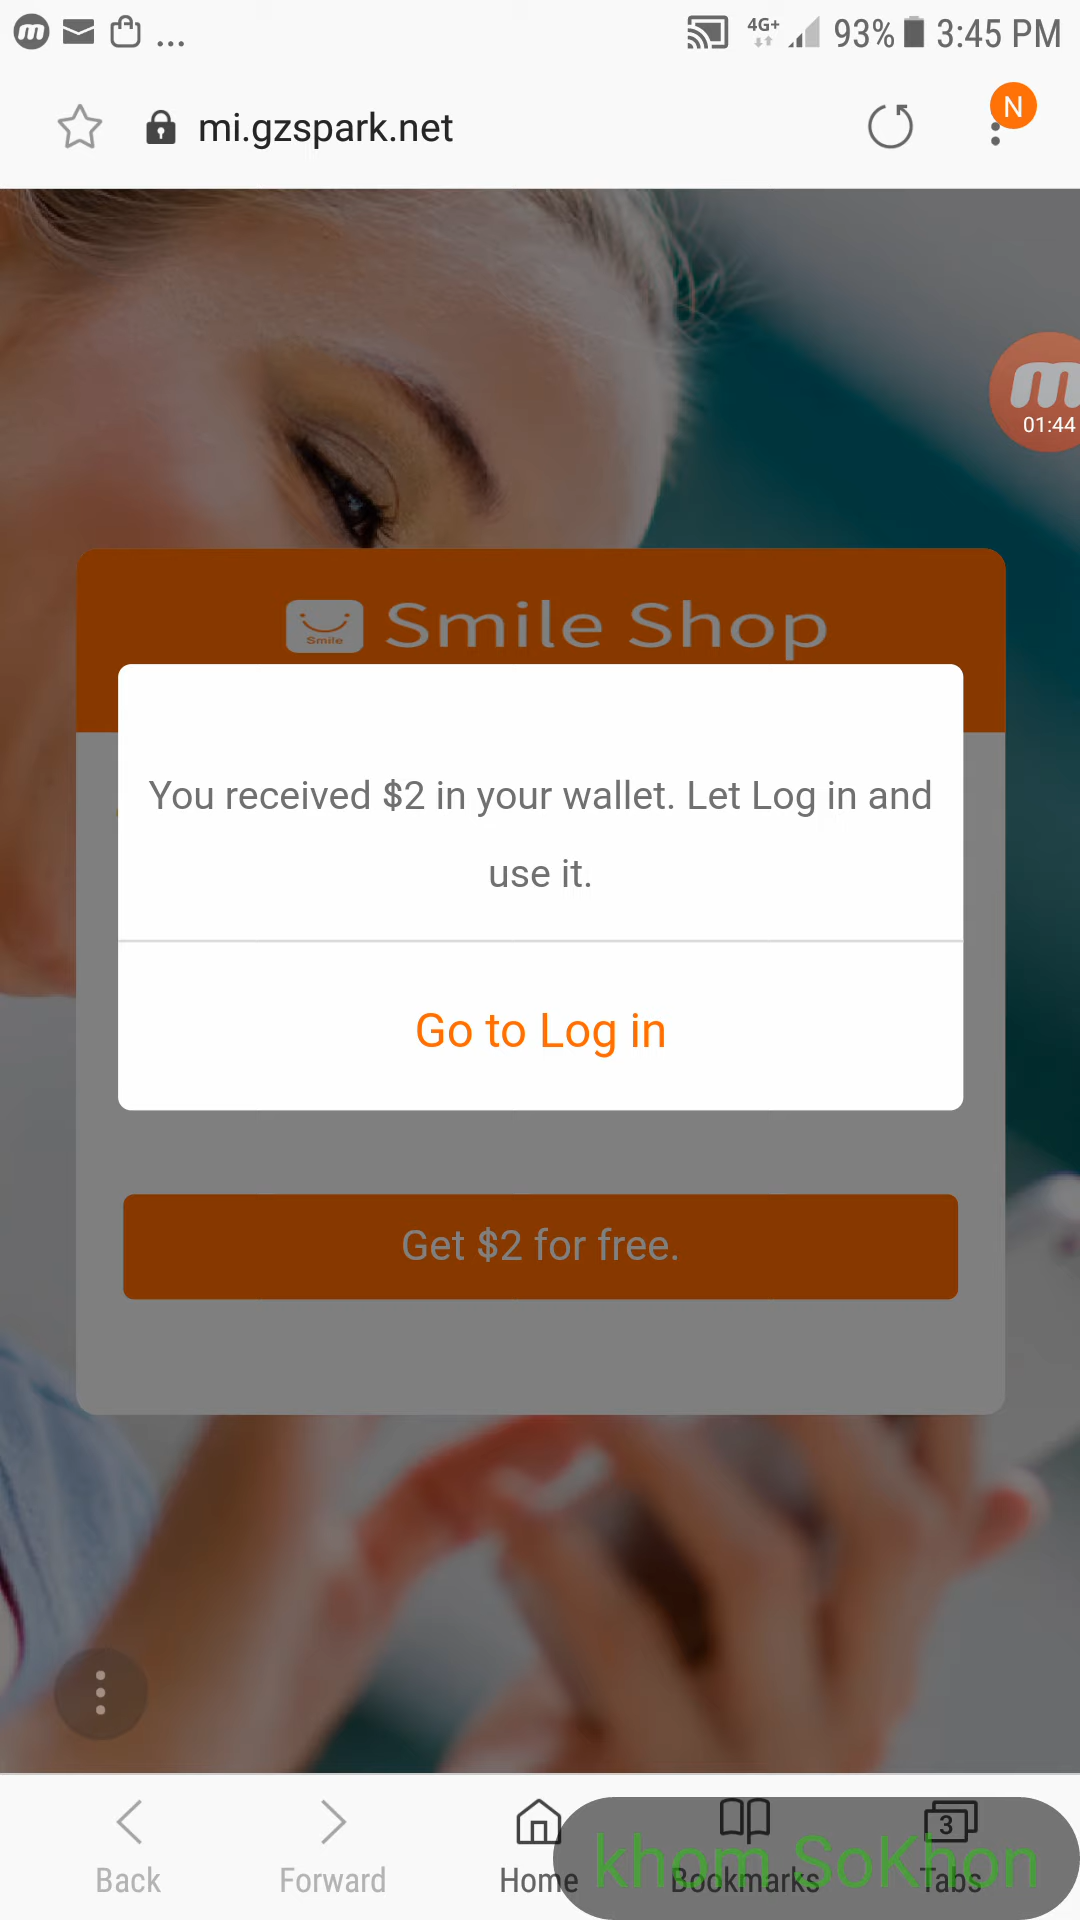 4G+ 93% 3:45 PM
mi.gzspark.net
N
01:44
Smile Smile Shop
You received $2 in your wallet. Let Log in and
use it.
Go to Log in
Get $2 for free.
3
Back Forward Home Bookmarks Tabs
khom SoKhon